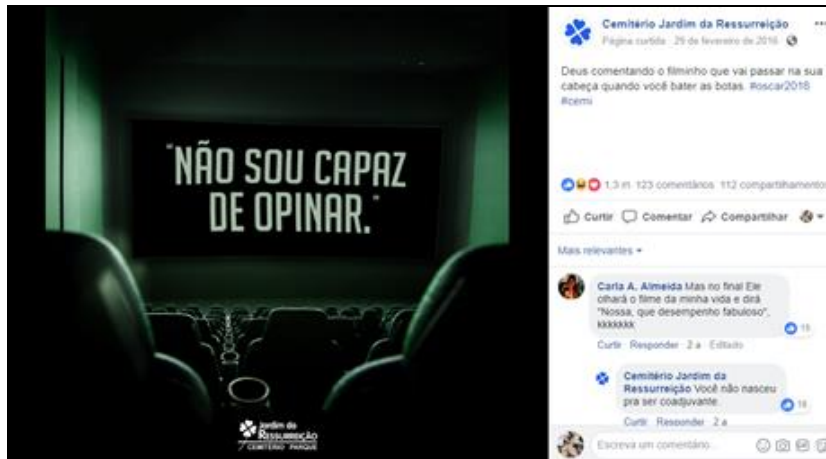 "NÃO SOU CAPAZ
DE OPINAR."
Jardim da
RESSURREIÇÃO
CEMITÉRIO PARQUE
Cemitério Jardim da Ressurreição
Página curtida · 29 de fevereiro de 2016 ·
Deus comentando o filminho que vai passar na sua
cabeça quando você bater as botas. #oscar2016
#cemi
1,3 m 123 comentários 112 compartilhamentos
Curtir Comentar Compartilhar
Mais relevantes
Carla A. Almeida Mas no final Ele
olhará o filme da minha vida e dirá
"Nossa, que desempenho fabuloso",
kkkkkkk
Curtir · Responder · 2 a · Editado
Cemitério Jardim da
Ressurreição Você não nasceu
pra ser coadjuvante.
Curtir · Responder · 2 a
Escreva um comentário...